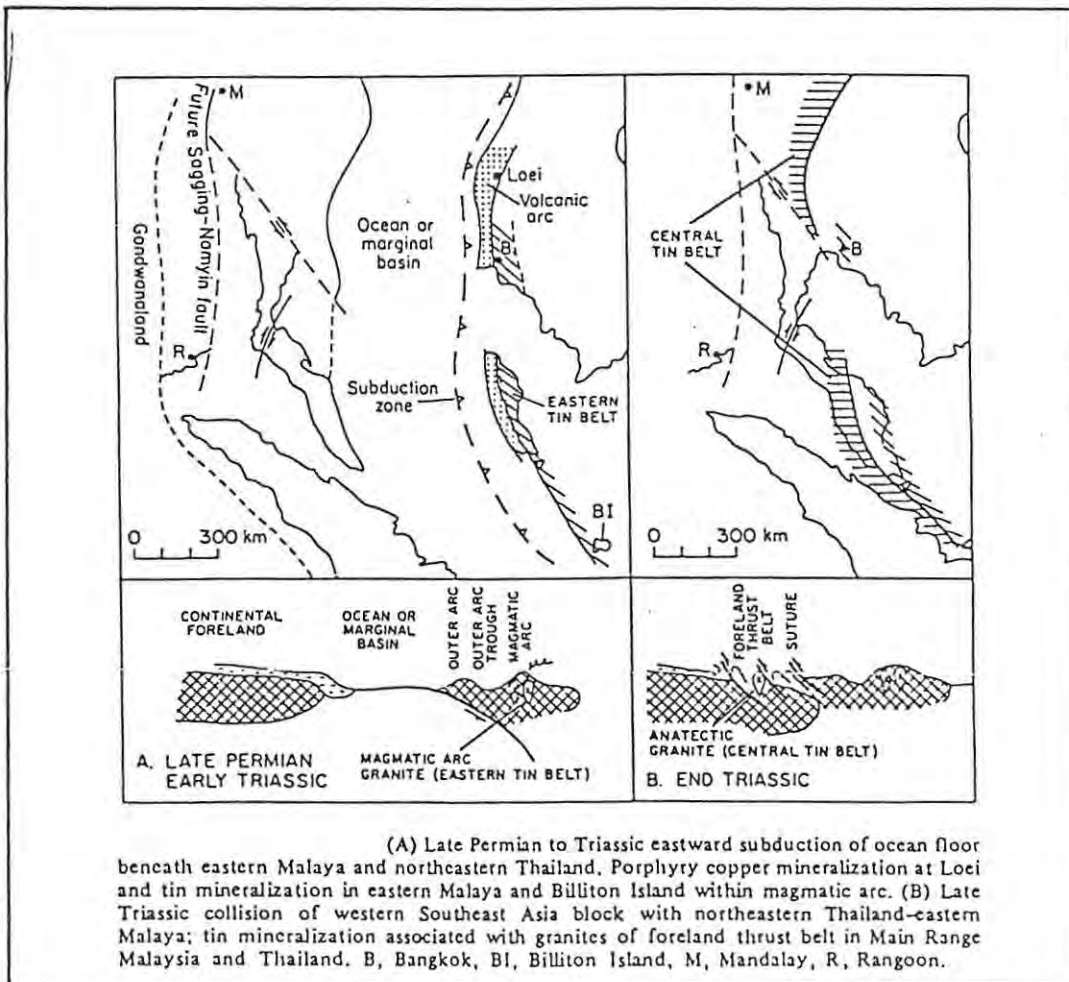 M
Future Sagging-Namyin fault
Gondwanaland
R
Ocean or
marginal
basin
Loei
Volcanic
arc
B
Subduction
zone
EASTERN
TIN BELT
BI
0 300 km
CONTINENTAL
FORELAND
OCEAN OR
MARGINAL
BASIN
OUTER ARC
OUTER ARC
TROUGH
MAGMATIC
ARC
A. LATE PERMIAN
EARLY TRIASSIC
MAGMATIC ARC
GRANITE (EASTERN TIN BELT)
M
CENTRAL
TIN BELT
B
R
0 300 km
FORELAND
THRUST
BELT
SUTURE
ANATECTIC
GRANITE (CENTRAL TIN BELT)
B. END TRIASSIC
(A) Late Permian to Triassic eastward subduction of ocean floor
beneath eastern Malaya and northeastern Thailand. Porphyry copper mineralization at Loei
and tin mineralization in eastern Malaya and Billiton Island within magmatic arc. (B) Late
Triassic collision of western Southeast Asia block with northeastern Thailand-eastern
Malaya; tin mineralization associated with granites of foreland thrust belt in Main Range
Malaysia and Thailand. B, Bangkok, BI, Billiton Island, M, Mandalay, R, Rangoon.